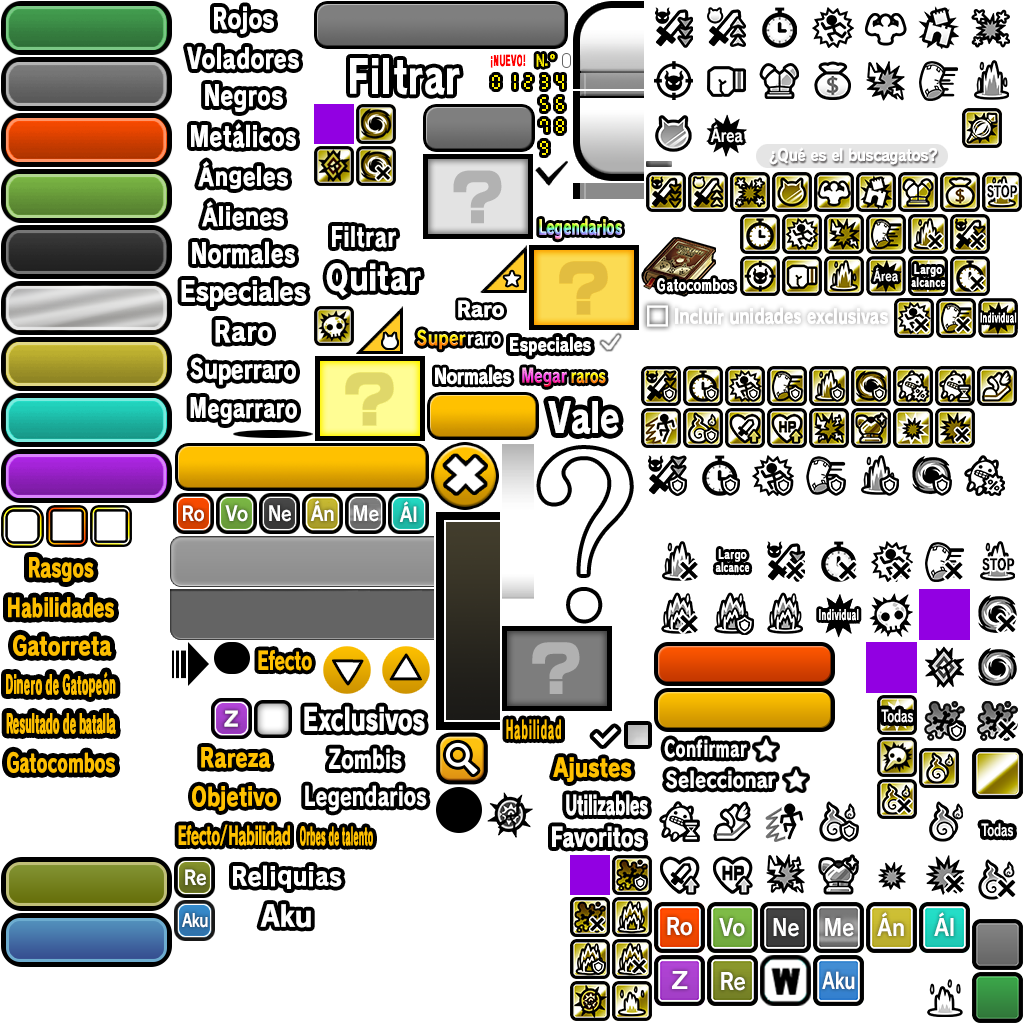 Rojos
Voladores
Negros
Metálicos
Ángeles
Álienes
Normales
Especiales
Raro
Superraro
Megarraro
Ro Vo Ne Án Me Ál
Rasgos
Habilidades
Gatorreta
Dinero de Gatopeón
Resultado de batalla
Gatocombos
Efecto
Z
Exclusivos
Rareza
Zombis
Objetivo
Legendarios
Efecto/Habilidad
Orbes de talento
Re
Reliquias
Aku
Aku
¡NUEVO!
N.º
0
Filtrar
0 1 2 3 4
5 6
7 8
9
?
Filtrar
Quitar
Legendarios
?
Raro
Superraro
Especiales
Normales
Megarraros
?
Vale
?
?
Habilidad
Ajustes
Utilizables
Favoritos
$
Área
¿Qué es el buscagatos?
$
STOP
Gatocombos
Área
Largo alcance
Incluir unidades exclusivas
Individual
%
HP
%
Largo alcance
STOP
Individual
Todas
Confirmar
Seleccionar
Todas
HP
Ro Vo Ne Me Án Ál
Z Re W Aku